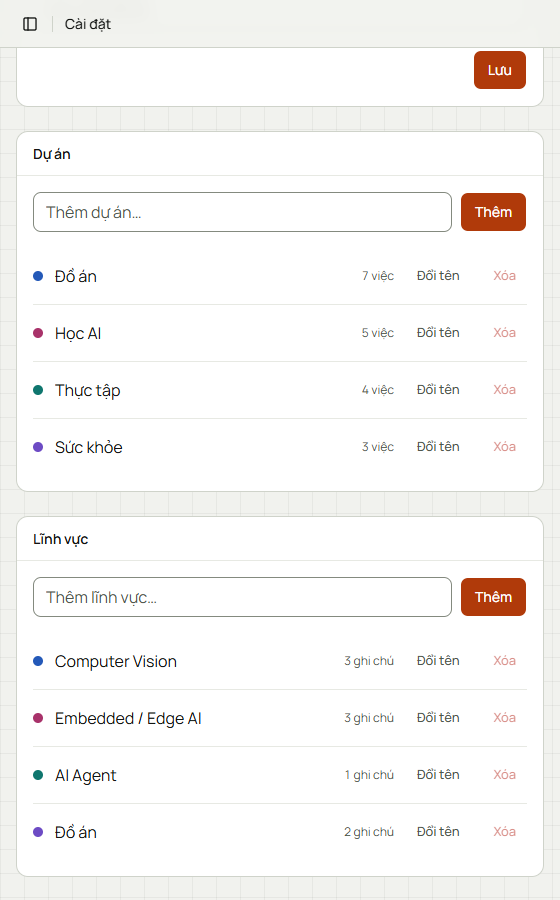 Cài đặt
Lưu
Dự án
Thêm dự án...
Thêm
Đồ án 7 việc Đổi tên Xóa
Học AI 5 việc Đổi tên Xóa
Thực tập 4 việc Đổi tên Xóa
Sức khỏe 3 việc Đổi tên Xóa
Lĩnh vực
Thêm lĩnh vực...
Thêm
Computer Vision 3 ghi chú Đổi tên Xóa
Embedded / Edge AI 3 ghi chú Đổi tên Xóa
AI Agent 1 ghi chú Đổi tên Xóa
Đồ án 2 ghi chú Đổi tên Xóa